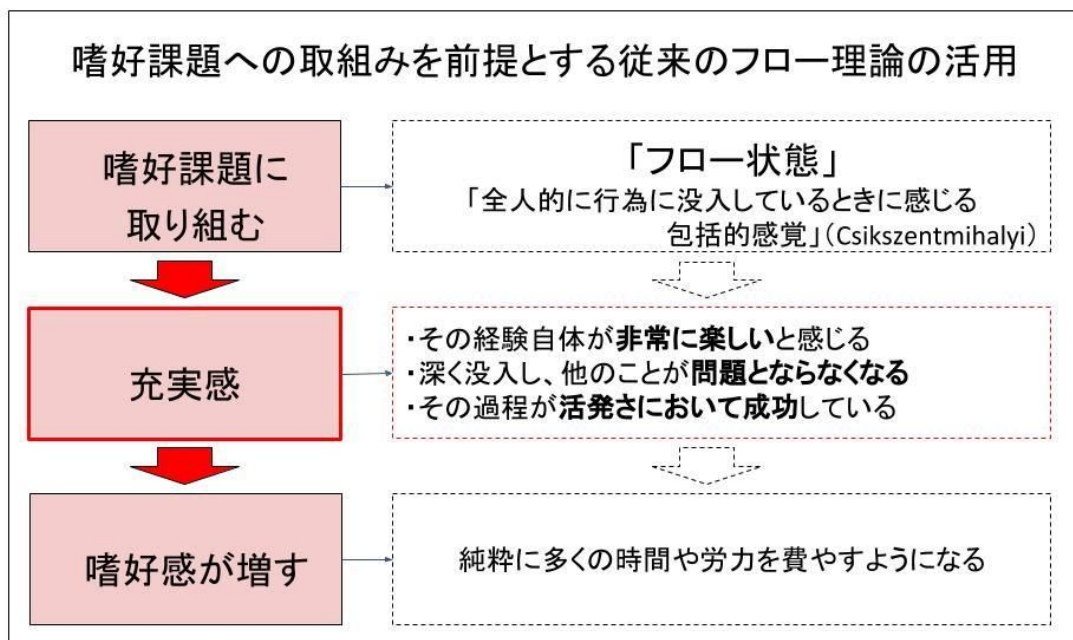 嗜好課題への取組みを前提とする従来のフロー理論の活用
嗜好課題に
取り組む
「フロー状態」
「全人的に行為に没入しているときに感じる
包括的感覚」(Csikszentmihalyi)
充実感
・その経験自体が非常に楽しいと感じる
・深く没入し、他のことが問題とならなくなる
・その過程が活発さにおいて成功している
嗜好感が増す
純粋に多くの時間や労力を費やすようになる